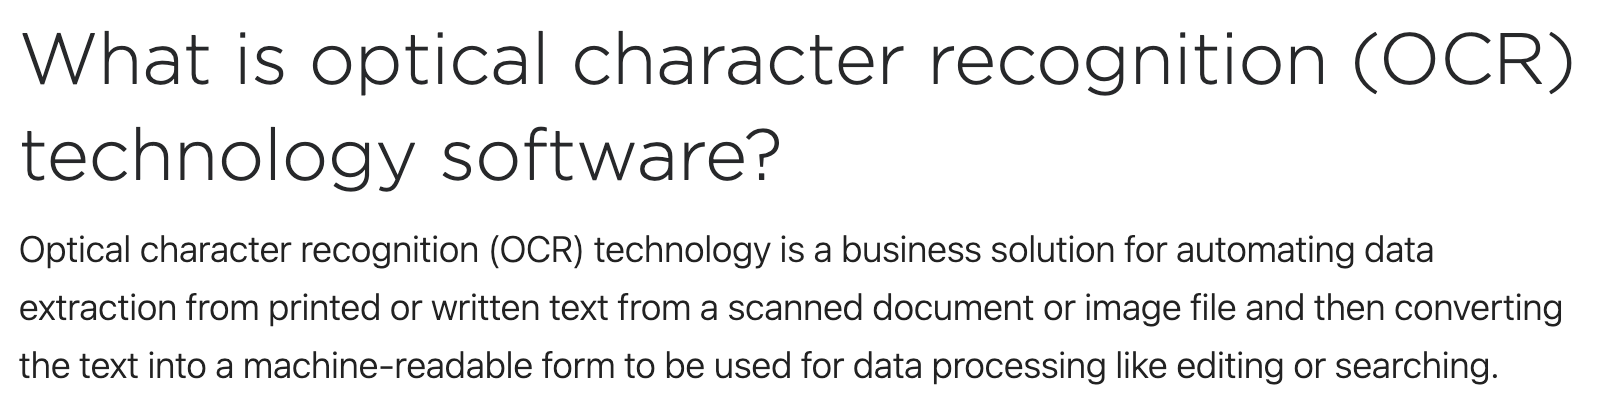 What is optical character recognition (OCR)
technology software?
Optical character recognition (OCR) technology is a business solution for automating data
extraction from printed or written text from a scanned document or image file and then converting
the text into a machine-readable form to be used for data processing like editing or searching.